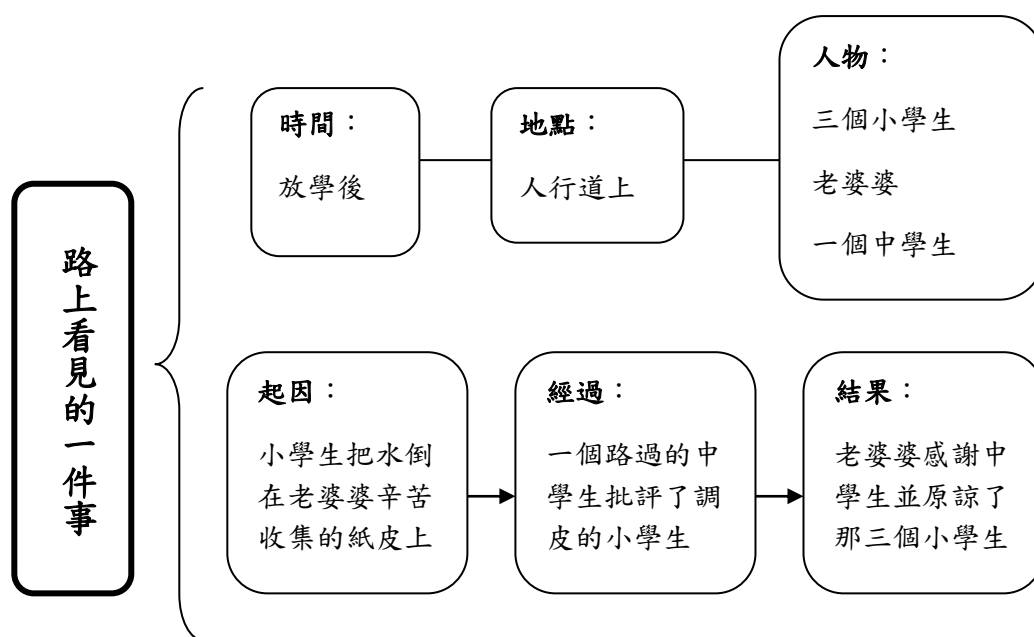 路上看見的一件事
時間：
放學後
地點：
人行道上
人物：
三個小學生
老婆婆
一個中學生
起因：
小學生把水倒
在老婆婆辛苦
收集的紙皮上
經過：
一個路過的中
學生批評了調
皮的小學生
結果：
老婆婆感謝中
學生並原諒了
那三個小學生